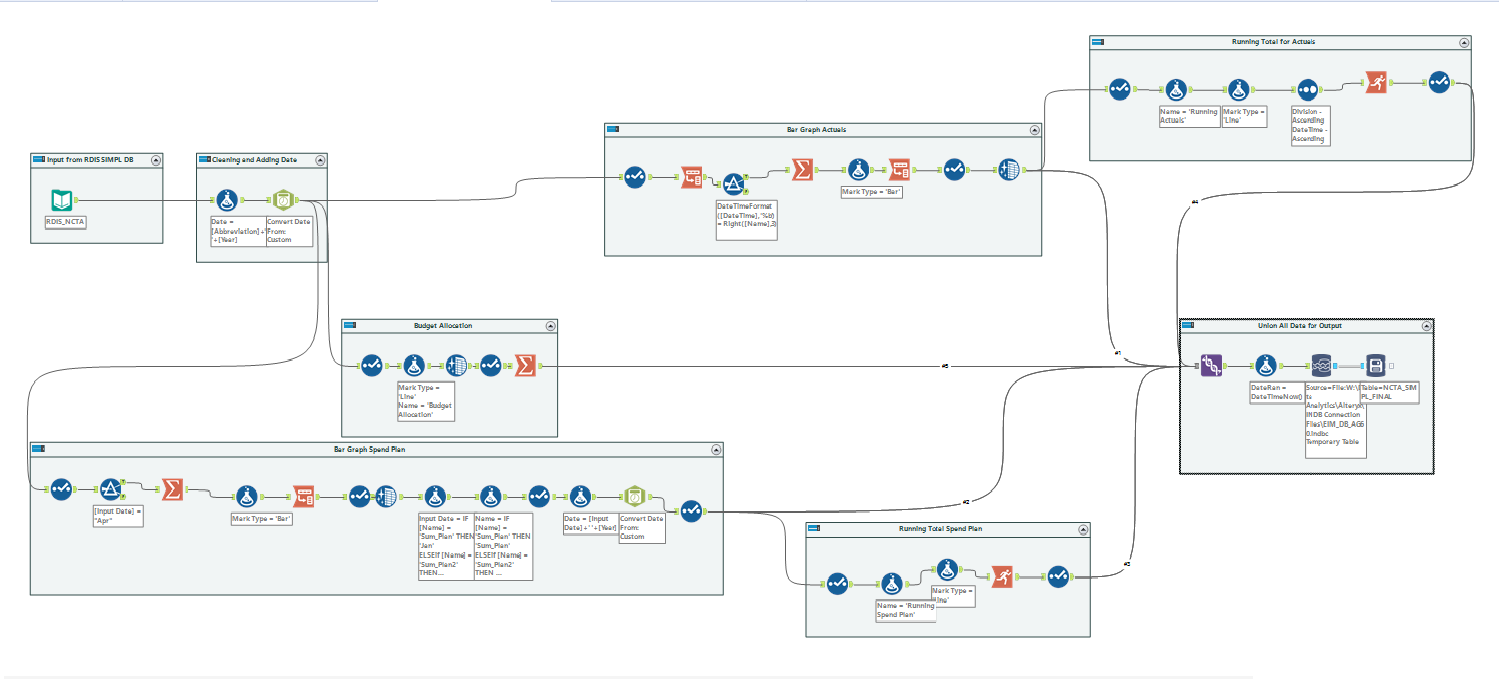 Running Total for Actuals
Name = 'Running
Actuals'
Mark Type =
'Line'
Division -
Ascending
DateTime -
Ascending
Bar Graph Actuals
DateTimeFormat
([DateTime],'%b)
= Right([Name],3)
Mark Type = 'Bar'
Input from RDIS SIMPL DB
RDIS_NCTA
Cleaning and Adding Date
Date =
[Abbreviation] +'
'+[Year]
Convert Date
From:
Custom
#4
#1
#5
Budget Allocation
Mark Type =
'Line'
Name = 'Budget
Allocation'
Union All Data for Output
DateRan =
DateTimeNow()
Source=File:W:\
ts
Analytics\Alteryx\
INDB Connection
Files\EIM_DB_AG6
0.indbc
Temporary Table
Table=NCTA_SIM
PL_FINAL
Bar Graph Spend Plan
[Input Date] =
"Apr"
Mark Type = 'Bar'
Input Date = IF
[Name] =
'Sum_Plan' THEN
'Jan'
ELSEIF [Name] =
'Sum_Plan2'
THEN...
Name = IF
[Name] =
'Sum_Plan' THEN
'Sum_Plan'
ELSEIF [Name] =
'Sum_Plan2'
THEN ...
Date = [Input
Date] +' '+[Year]
Convert Date
From:
Custom
#2
#3
Running Total Spend Plan
Name = 'Running
Spend Plan'
Mark Type =